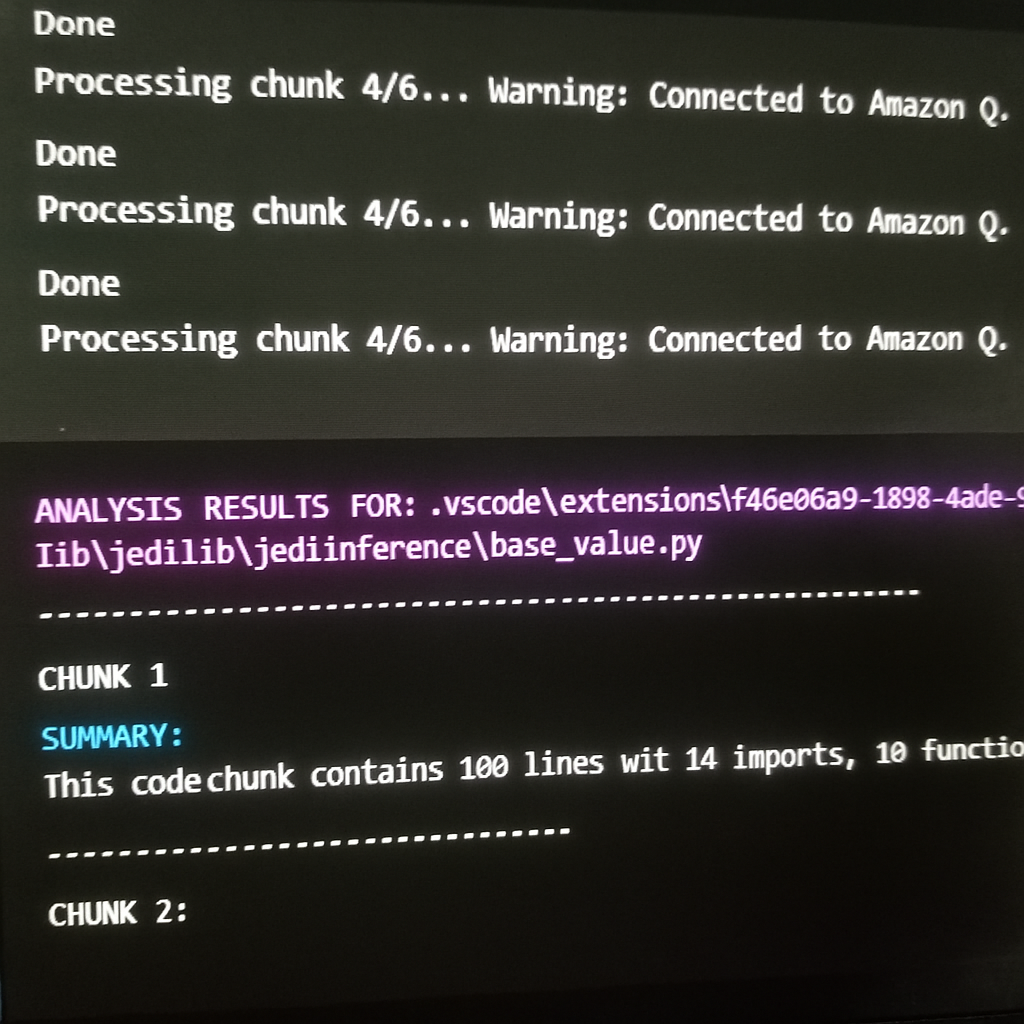 Done
Processing chunk 4/6... Warning: Connected to Amazon Q.
Done
Processing chunk 4/6... Warning: Connected to Amazon Q.
Done
Processing chunk 4/6... Warning: Connected to Amazon Q.
ANALYSIS RESULTS FOR: .vscode\extensions\f46e06a9-1898-4ade-9
Iib\jedilib\jediinference\base_value.py
CHUNK 1
SUMMARY:
This code chunk contains 100 lines wit 14 imports, 10 functio
CHUNK 2: